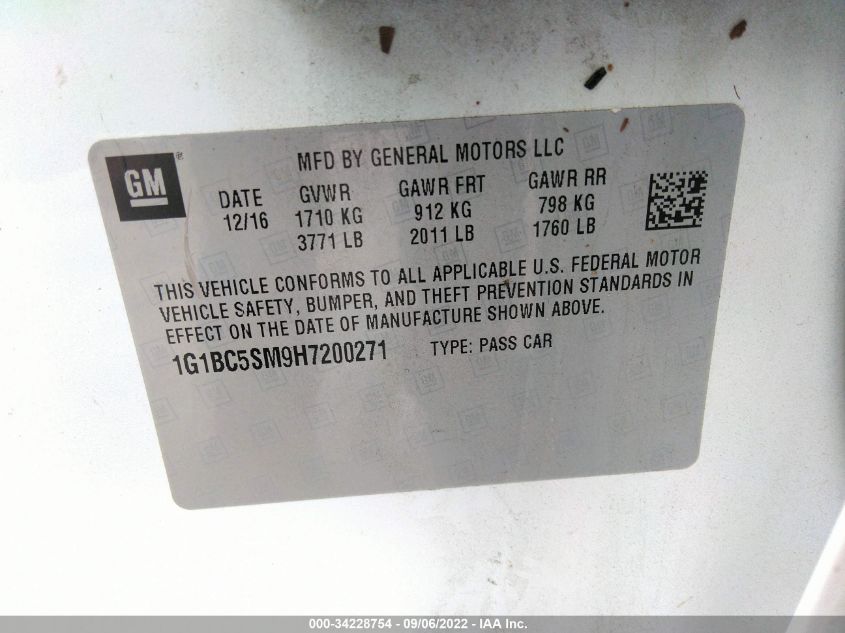 GM®
MFD BY GENERAL MOTORS LLC
DATE GVWR GAWR FRT GAWR RR
12/16 1710 KG 912 KG 798 KG
3771 LB 2011 LB 1760 LB
THIS VEHICLE CONFORMS TO ALL APPLICABLE U.S. FEDERAL MOTOR
VEHICLE SAFETY, BUMPER, AND THEFT PREVENTION STANDARDS IN
EFFECT ON THE DATE OF MANUFACTURE SHOWN ABOVE.
1G1BC5SM9H7200271 TYPE: PASS CAR
000-34228754 - 09/06/2022 - IAA Inc.